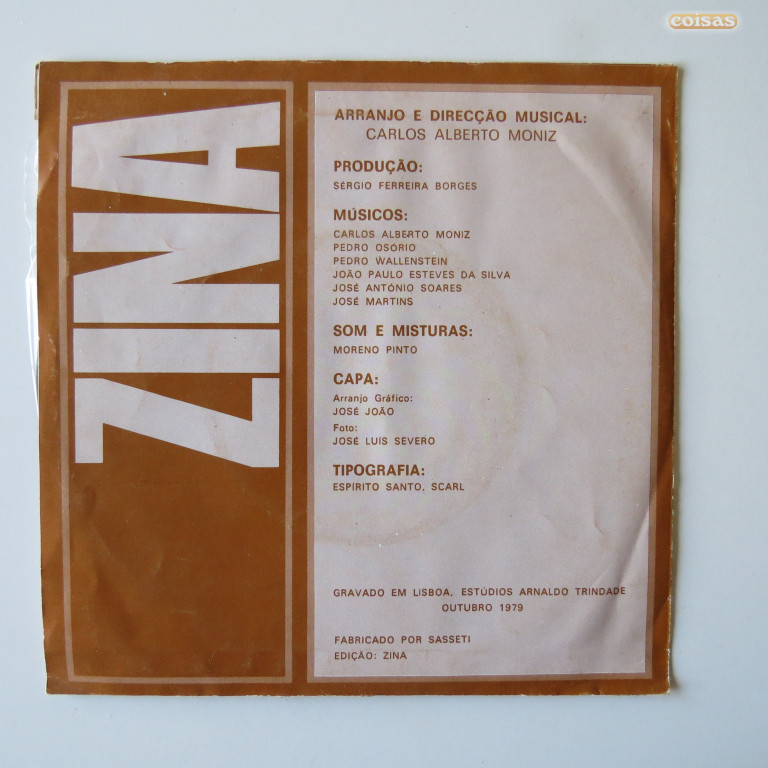 coisas
ZINA
ARRANJO E DIRECÇÃO MUSICAL:
CARLOS ALBERTO MONIZ
PRODUÇÃO:
SÉRGIO FERREIRA BORGES
MÚSICOS:
CARLOS ALBERTO MONIZ
PEDRO OSÓRIO
PEDRO WALLENSTEIN
JOÃO PAULO ESTEVES DA SILVA
JOSÉ ANTÓNIO SOARES
JOSÉ MARTINS
SOM E MISTURAS:
MORENO PINTO
CAPA:
Arranjo Gráfico:
JOSÉ JOÃO
Foto:
JOSÉ LUIS SEVERO
TIPOGRAFIA:
ESPÍRITO SANTO, SCARL
GRAVADO EM LISBOA, ESTÚDIOS ARNALDO TRINDADE
OUTUBRO 1979
FABRICADO POR SASSETI
EDIÇÃO: ZINA